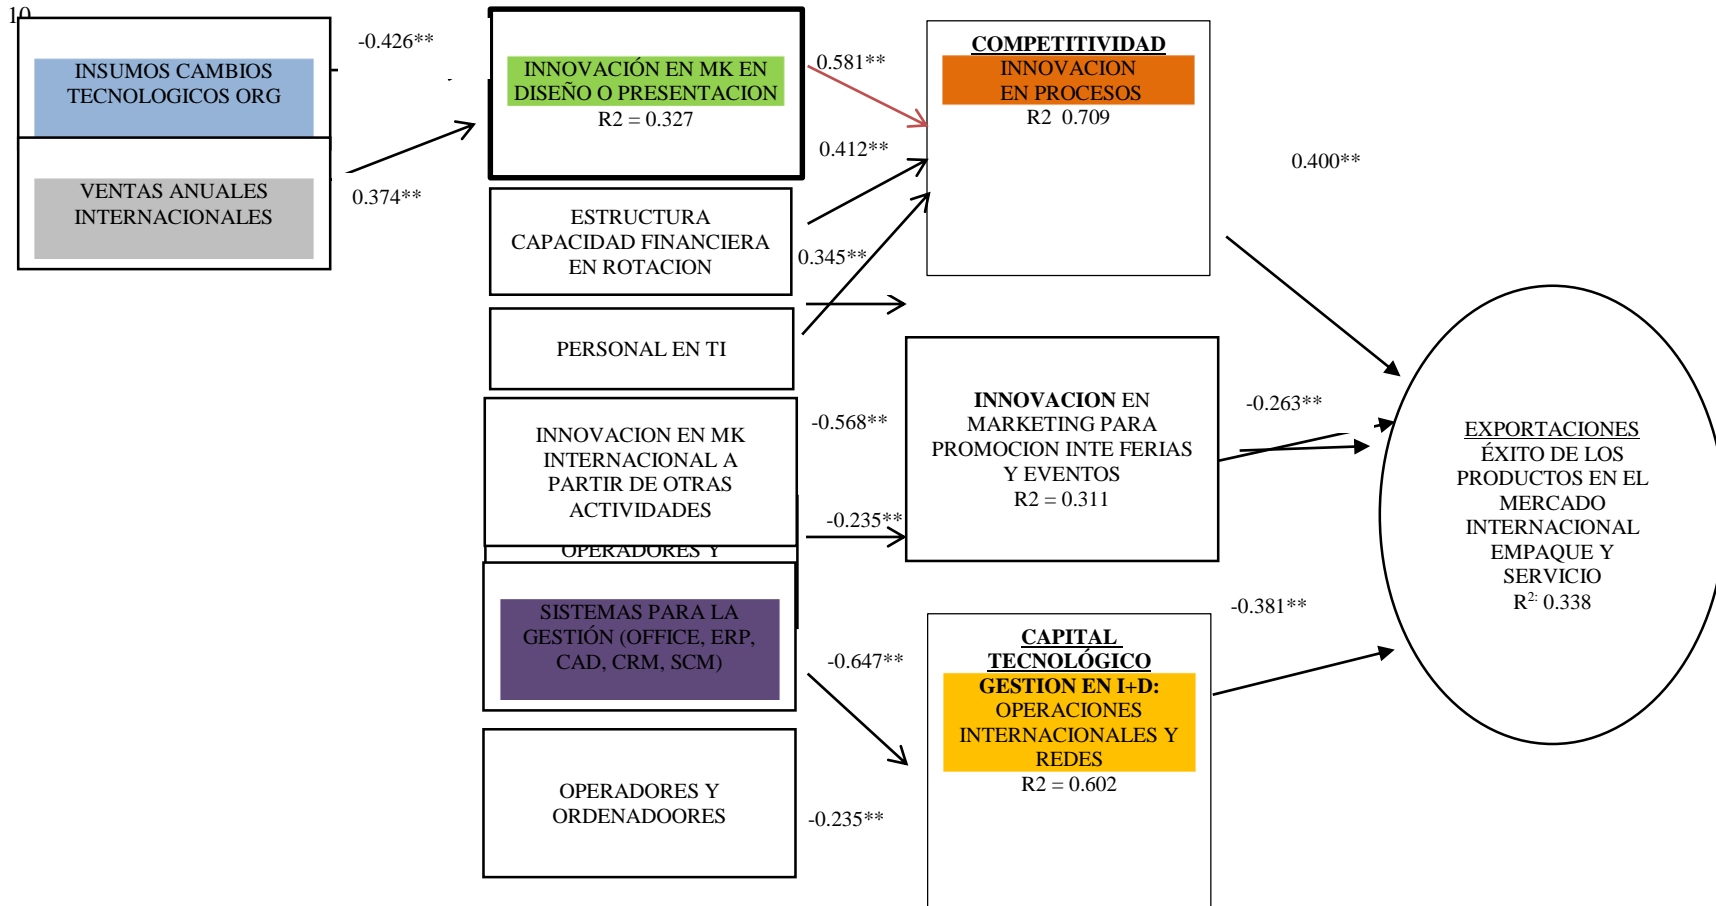 10
-0.426**
INSUMOS CAMBIOS
TECNOLOGICOS ORG
VENTAS ANUALES
INTERNACIONALES
0.374**
INNOVACIÓN EN MK EN
DISEÑO O PRESENTACION
R2 = 0.327
0.581**
0.412**
ESTRUCTURA
CAPACIDAD FINANCIERA
EN ROTACION
0.345**
PERSONAL EN TI
INNOVACION EN MK
INTERNACIONAL A
PARTIR DE OTRAS
ACTIVIDADES
-0.568**
-0.235**
OPERADORES Y
SISTEMAS PARA LA
GESTIÓN (OFFICE, ERP,
CAD, CRM, SCM)
-0.647**
OPERADORES Y
ORDENADOORES
-0.235**
COMPETITIVIDAD
INNOVACION
EN PROCESOS
R2 0.709
0.400**
INNOVACION EN
MARKETING PARA
PROMOCION INTE FERIAS
Y EVENTOS
R2 = 0.311
-0.263**
CAPITAL
TECNOLÓGICO
GESTION EN I+D:
OPERACIONES
INTERNACIONALES Y
REDES
R2 = 0.602
-0.381**
EXPORTACIONES
ÉXITO DE LOS
PRODUCTOS EN EL
MERCADO
INTERNACIONAL
EMPAQUE Y
SERVICIO
R2: 0.338